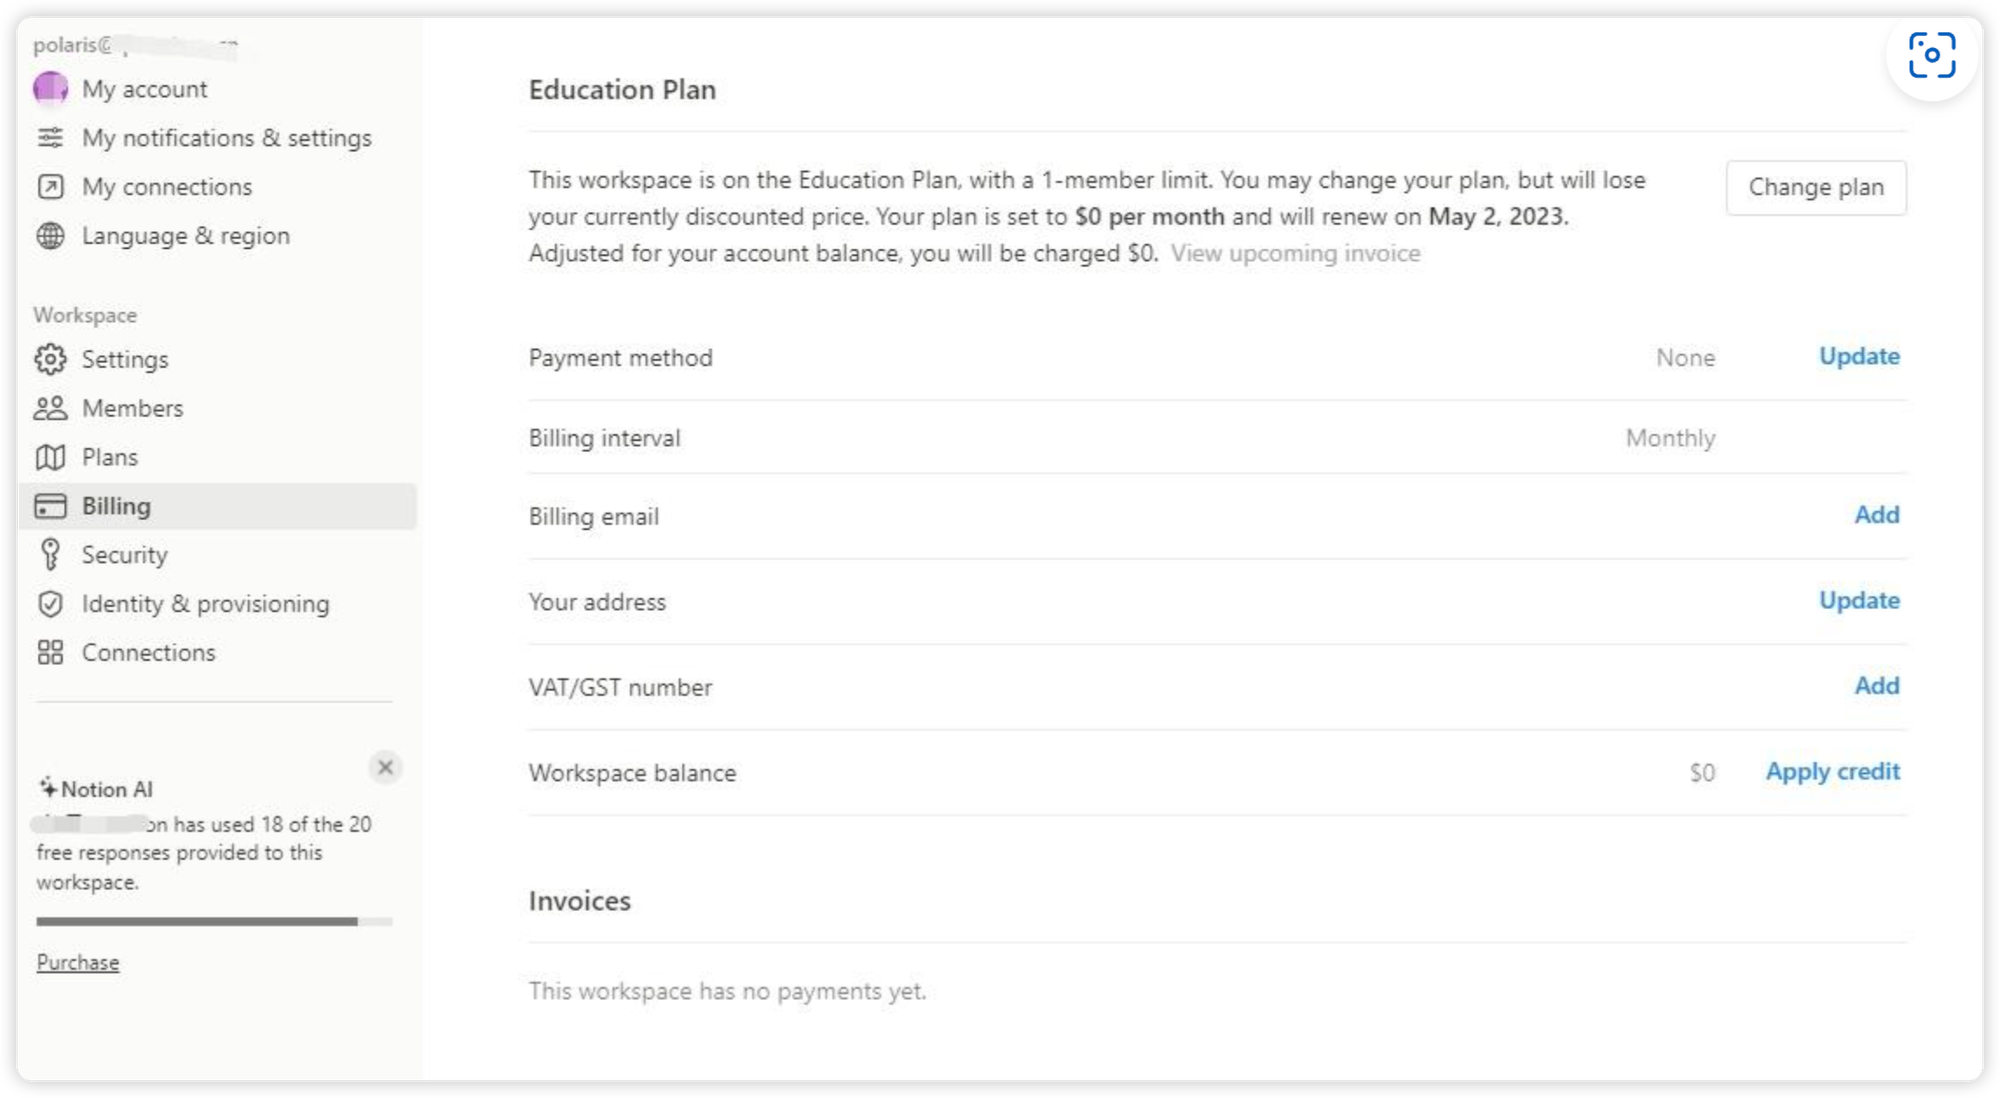 polaris@
My account
My notifications & settings
My connections
Language & region
Workspace
Settings
Members
Plans
Billing
Security
Identity & provisioning
Connections
Notion AI
on has used 18 of the 20
free responses provided to this
workspace.
Purchase
Education Plan
This workspace is on the Education Plan, with a 1-member limit. You may change your plan, but will lose
your currently discounted price. Your plan is set to $0 per month and will renew on May 2, 2023.
Adjusted for your account balance, you will be charged $0. View upcoming invoice
Change plan
Payment method None Update
Billing interval Monthly
Billing email Add
Your address Update
VAT/GST number Add
Workspace balance $0 Apply credit
Invoices
This workspace has no payments yet.